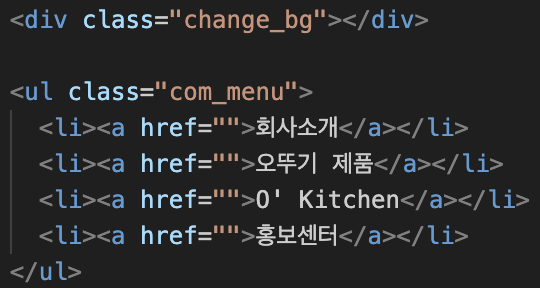 <div class="change_bg"></div>
<ul class="com_menu">
<li><a href="">회사소개</a></li>
<li><a href="">오뚜기 제품</a></li>
<li><a href="">O' Kitchen</a></li>
<li><a href="">홍보센터</a></li>
</ul>